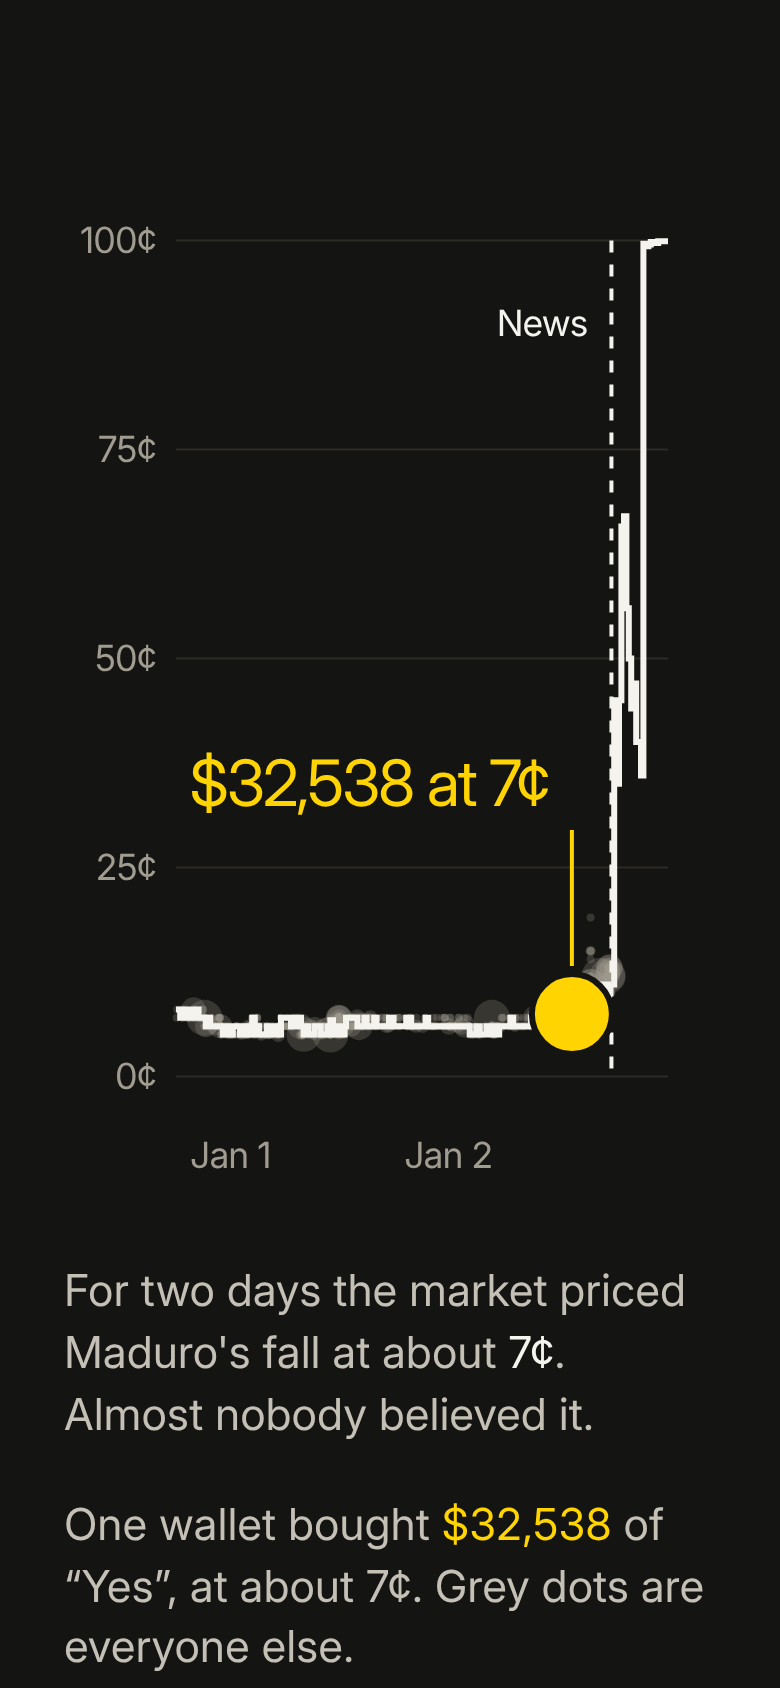 100¢
News
75¢
50¢
$32,538 at 7¢
25¢
0¢
Jan 1
Jan 2
For two days the market priced
Maduro's fall at about 7¢.
Almost nobody believed it.
One wallet bought $32,538 of
“Yes”, at about 7¢. Grey dots are
everyone else.